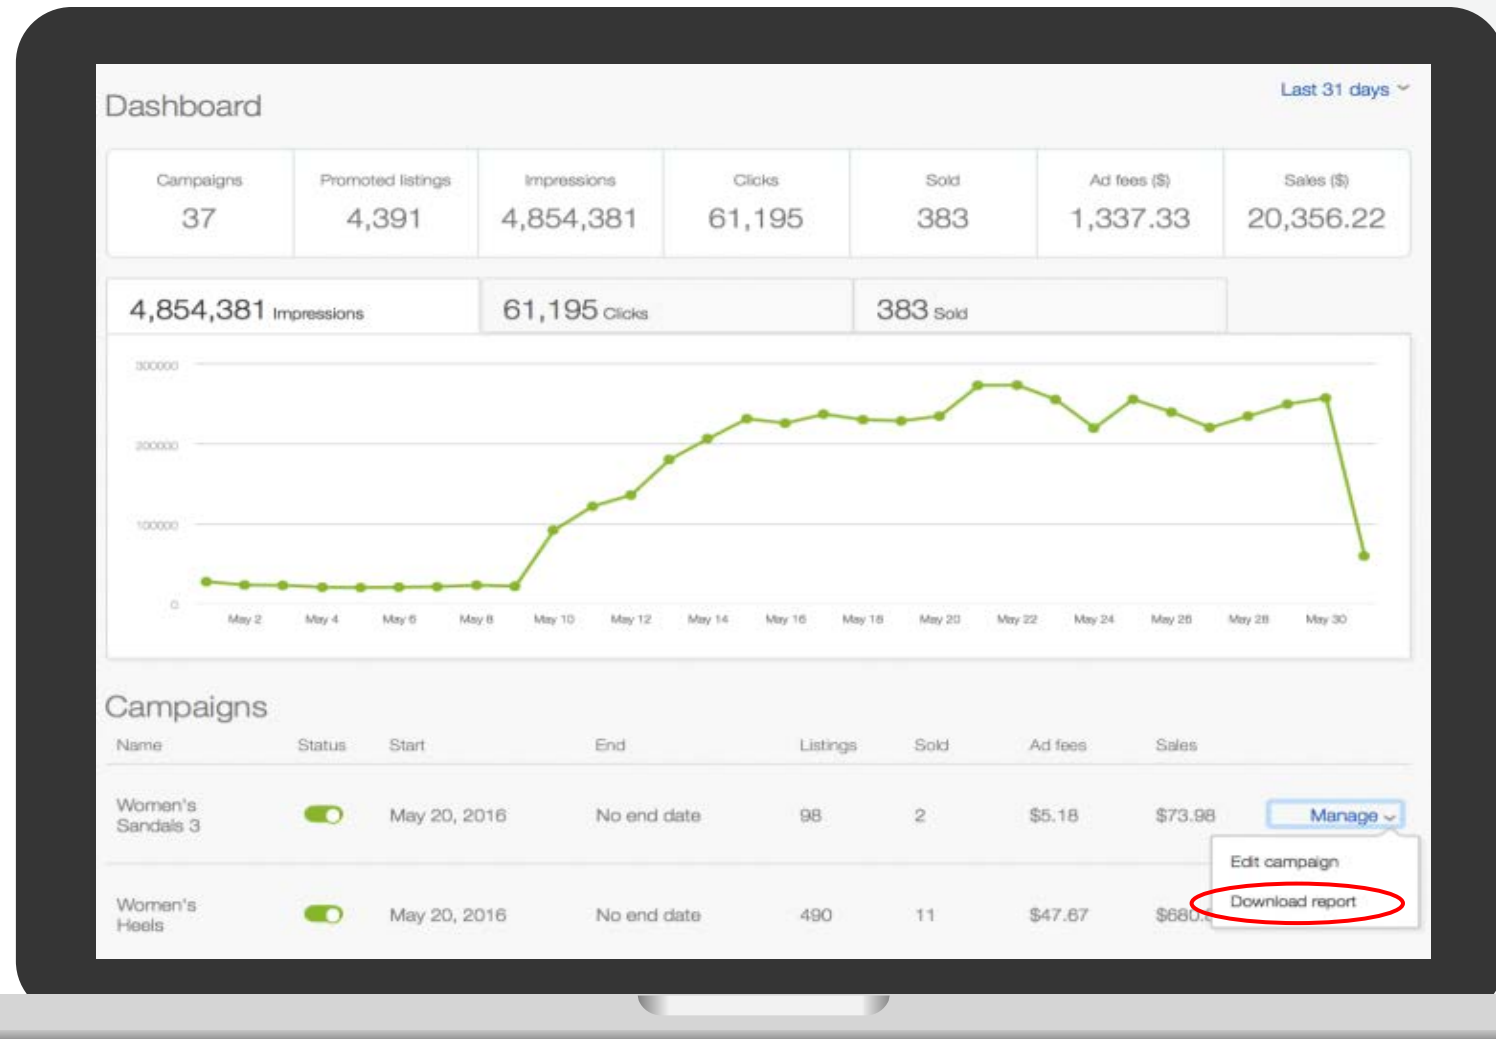 Dashboard
Last 31 days
Campaigns
37
Promoted listings
4,391
Impressions
4,854,381
Clicks
61,195
Sold
383
Ad fees ($)
1,337.33
Sales ($)
20,356.22
4,854,381 Impressions
61,195 Clicks
383 Sold
300000
200000
100000
0
May 2 May 4 May 6 May 8 May 10 May 12 May 14 May 16 May 18 May 20 May 22 May 24 May 26 May 28 May 30
Campaigns
Name Status Start End Listings Sold Ad fees Sales
Women's
Sandals 3
May 20, 2016 No end date 98 2 $5.18 $73.98 Manage
Edit campaign
Download report
Women's
Heels
May 20, 2016 No end date 490 11 $47.67